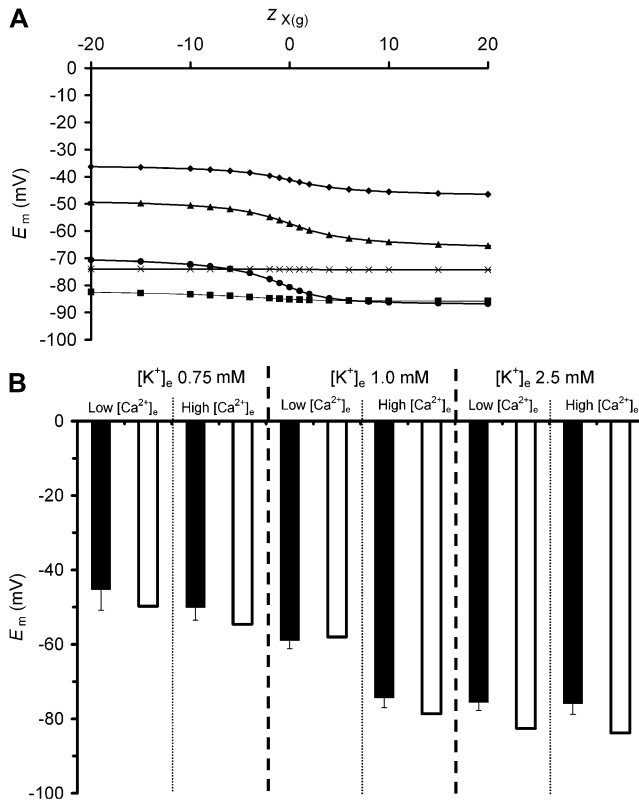 A
Z X(g)
-20 -10 0 10 20
0
-10
-20
-30
-40
-50
-60
-70
-80
-90
-100
E m (mV)
B
[K+]e 0.75 mM [K+]e 1.0 mM [K+]e 2.5 mM
Low [Ca2+]e High [Ca2+]e Low [Ca2+]e High [Ca2+]e Low [Ca2+]e High [Ca2+]e
0
-20
-40
-60
-80
-100
E m (mV)